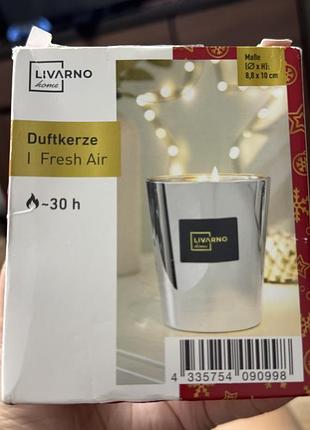 LIVARNO
home
Maße
(Ø x H):
8,8 x 10 cm
Duftkerze
| Fresh Air
~30 h
LIVARNO
home
4 335754 090998